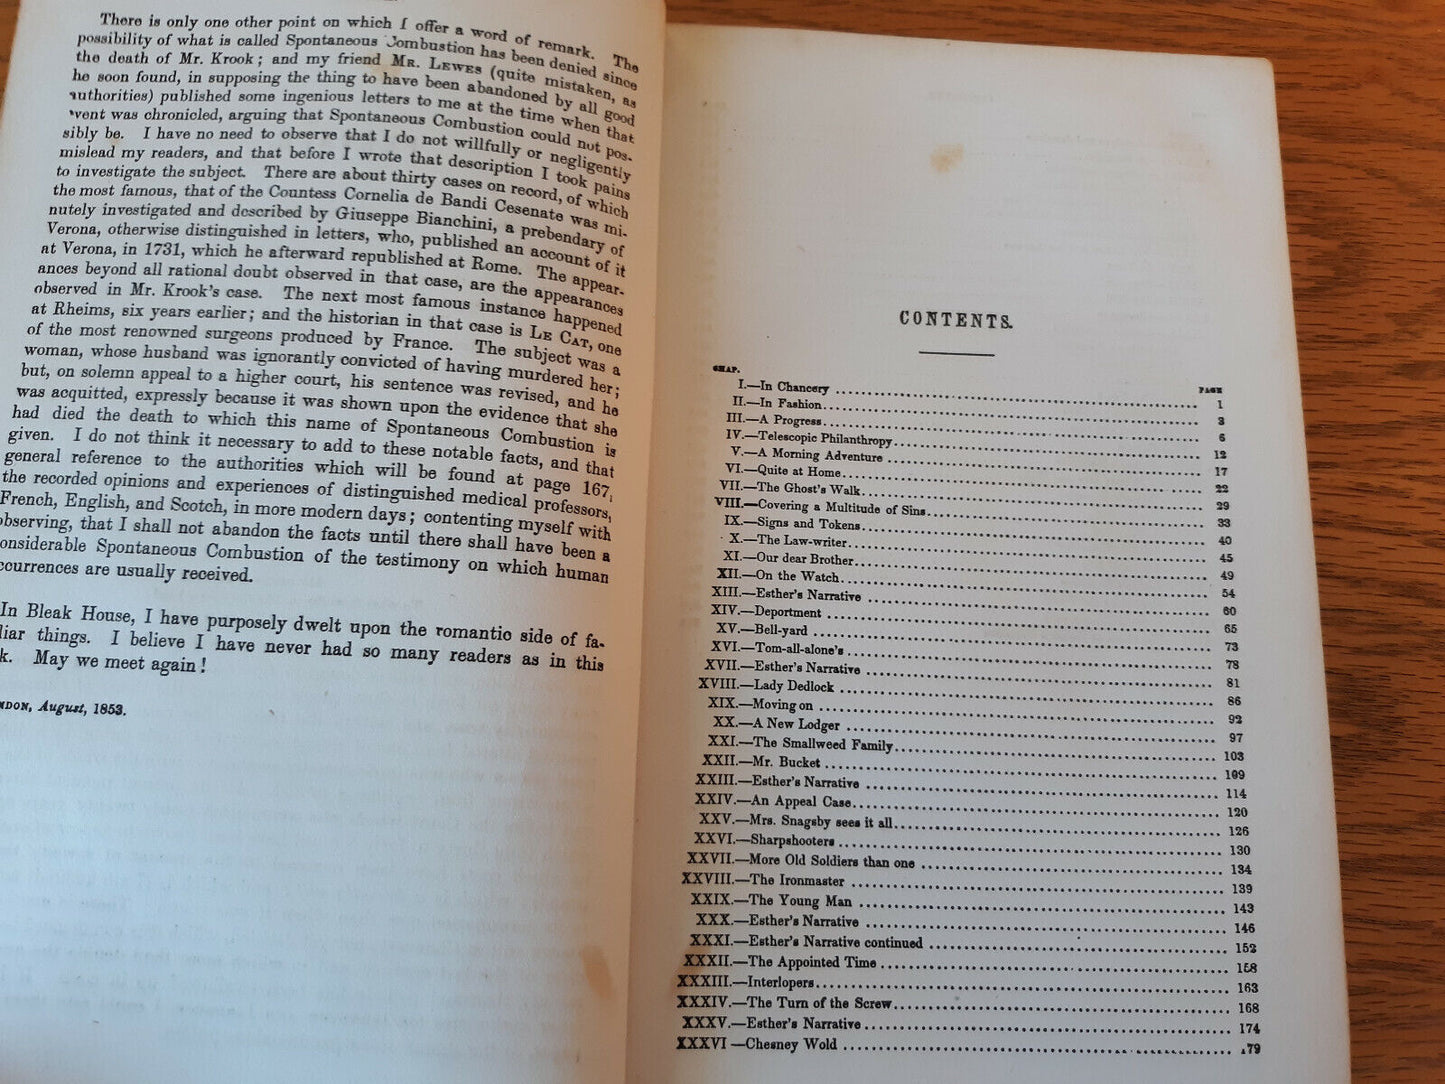 There is only one other point on which I offer a word of remark. The
possibility of what is called Spontaneous Combustion has been denied since
the death of Mr. Krook ; and my friend MR. LEWES (quite mistaken, as
he soon found, in supposing the thing to have been abandoned by all good
authorities) published some ingenious letters to me at the time when that
event was chronicled, arguing that Spontaneous Combustion could not pos-
sibly be. I have no need to observe that I do not willfully or negligently
mislead my readers, and that before I wrote that description I took pains
to investigate the subject. There are about thirty cases on record, of which
the most famous, that of the Countess Cornelia de Bandi Cesenate was mi-
nutely investigated and described by Giuseppe Bianchini, a prebendary of
Verona, otherwise distinguished in letters, who, published an account of it
at Verona, in 1731, which he afterward republished at Rome. The appear-
ances beyond all rational doubt observed in that case, are the appearances
observed in Mr. Krook's case. The next most famous instance happened
at Rheims, six years earlier ; and the historian in that case is LE CAT, one
of the most renowned surgeons produced by France. The subject was a
woman, whose husband was ignorantly convicted of having murdered her ;
but, on solemn appeal to a higher court, his sentence was revised, and he
was acquitted, expressly because it was shown upon the evidence that she
had died the death to which this name of Spontaneous Combustion is
given. I do not think it necessary to add to these notable facts, and that
general reference to the authorities which will be found at page 167,
the recorded opinions and experiences of distinguished medical professors,
French, English, and Scotch, in more modern days ; contenting myself with
observing, that I shall not abandon the facts until there shall have been a
onsiderable Spontaneous Combustion of the testimony on which human
ccurrences are usually received.
In Bleak House, I have purposely dwelt upon the romantic side of fa-
liar things. I believe I have never had so many readers as in this
k. May we meet again !
NDON, August, 1853.
CONTENTS.
CHAP. PAGE
I.—In Chancery 1
II.—In Fashion 3
III.—A Progress 6
IV.—Telescopic Philanthropy 12
V.—A Morning Adventure 17
VI.—Quite at Home 22
VII.—The Ghost's Walk 29
VIII.—Covering a Multitude of Sins 33
IX.—Signs and Tokens 40
X.—The Law-writer 45
XI.—Our dear Brother 49
XII.—On the Watch 54
XIII.—Esther's Narrative 60
XIV.—Deportment 65
XV.—Bell-yard 73
XVI.—Tom-all-alone's 78
XVII.—Esther's Narrative 81
XVIII.—Lady Dedlock 86
XIX.—Moving on 92
XX.—A New Lodger 97
XXI.—The Smallweed Family 103
XXII.—Mr. Bucket 109
XXIII.—Esther's Narrative 114
XXIV.—An Appeal Case 120
XXV.—Mrs. Snagsby sees it all 126
XXVI.—Sharpshooters 130
XXVII.—More Old Soldiers than one 134
XXVIII.—The Ironmaster 139
XXIX.—The Young Man 143
XXX.—Esther's Narrative 146
XXXI.—Esther's Narrative continued 152
XXXII.—The Appointed Time 158
XXXIII.—Interlopers 163
XXXIV.—The Turn of the Screw 168
XXXV.—Esther's Narrative 174
XXXVI —Chesney Wold 179